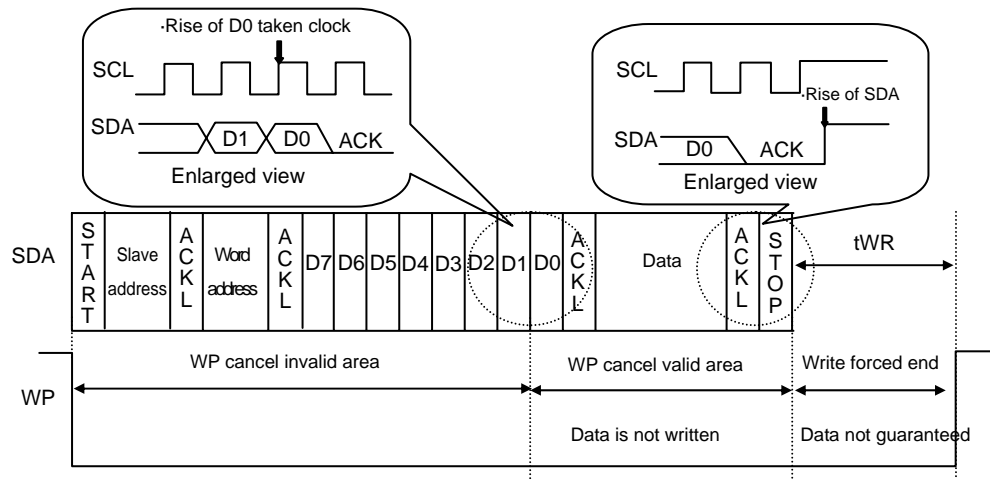 ·Rise of D0 taken clock
SCL
SDA
D1
D0
ACK
Enlarged view
SCL
·Rise of SDA
SDA
D0
ACK
Enlarged view
SDA
START
Slave address
ACKL
Word address
ACKL
D7
D6
D5
D4
D3
D2
D1
D0
ACKL
Data
ACKL
STOP
tWR
WP
WP cancel invalid area
WP cancel valid area
Write forced end
Data is not written
Data not guaranteed